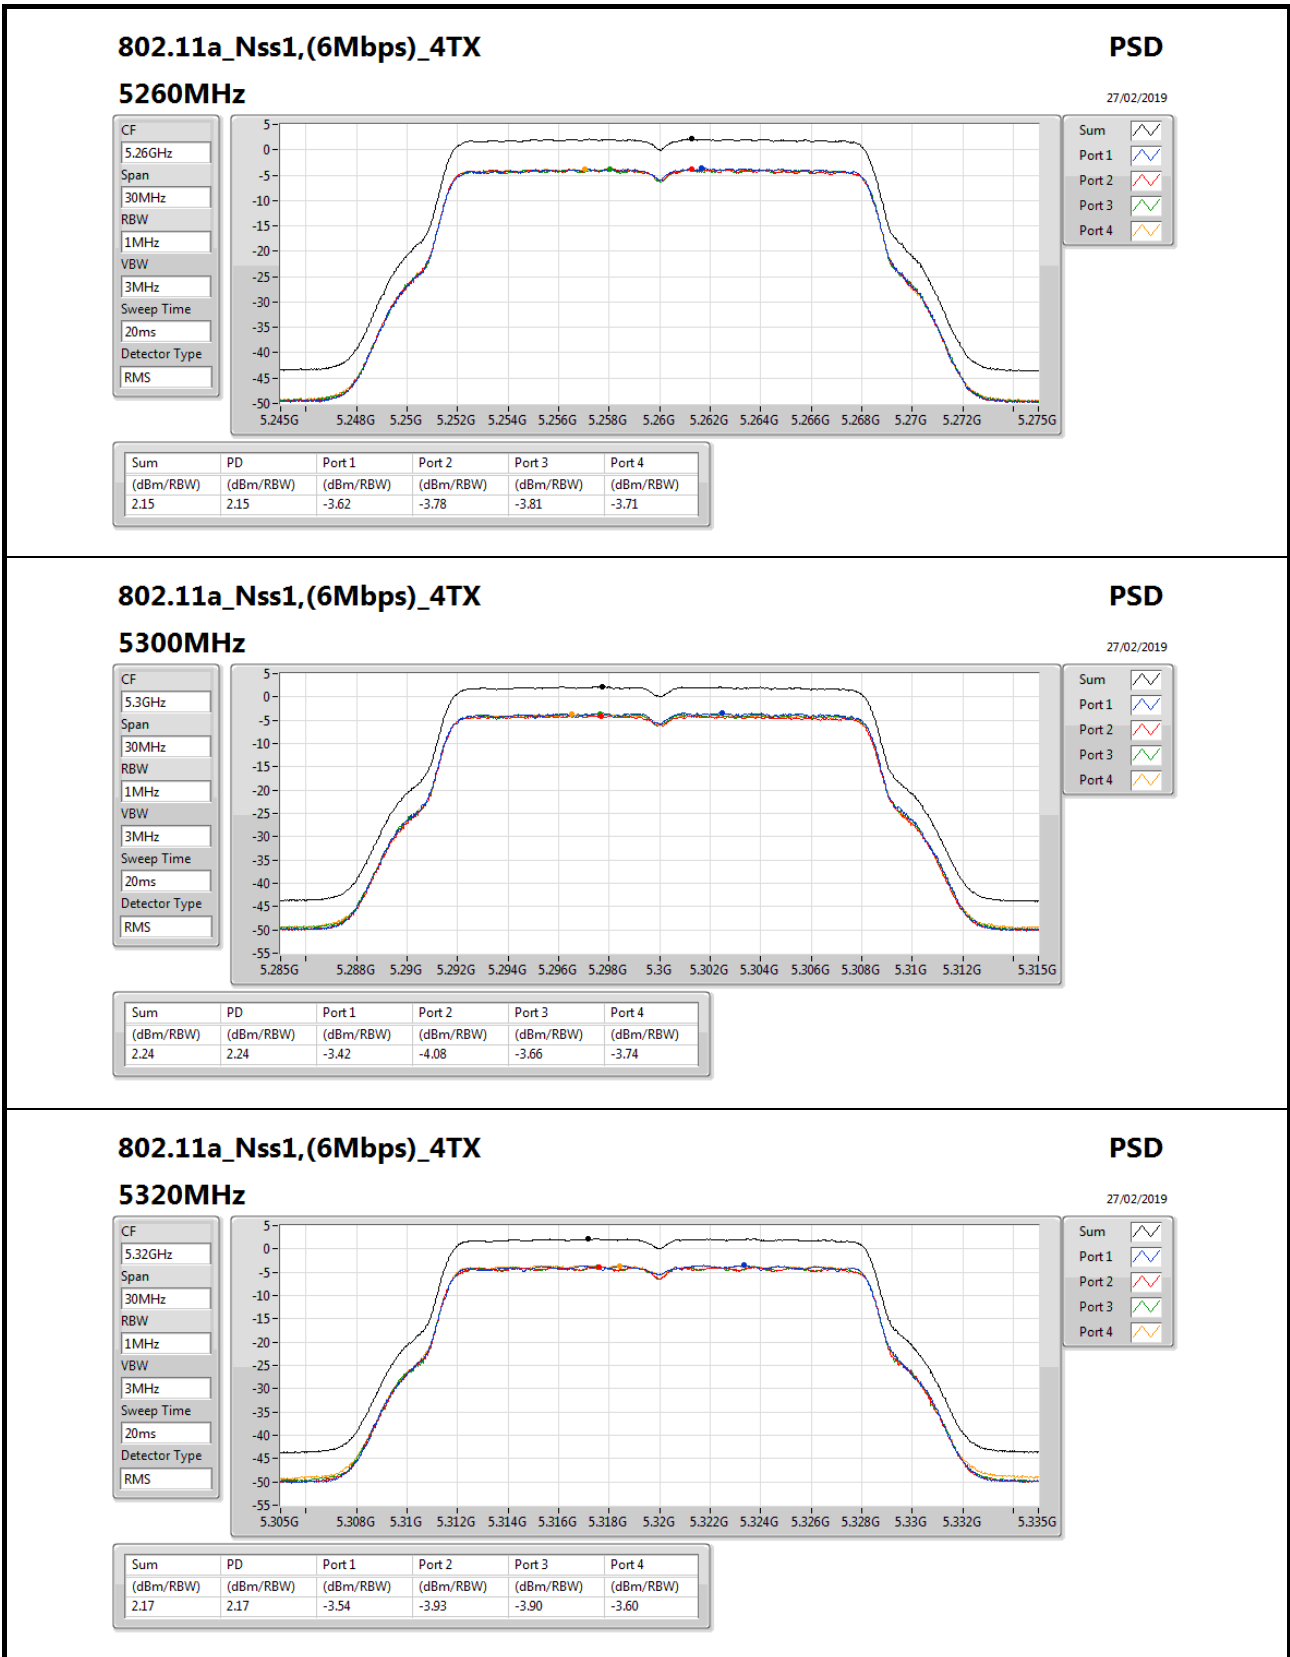 802.11a_Nss1,(6Mbps)_4TX PSD
5260MHz 27/02/2019
CF
5.26GHz
Span
30MHz
RBW
1MHz
VBW
3MHz
Sweep Time
20ms
Detector Type
RMS
5
0
-5
-10
-15
-20
-25
-30
-35
-40
-45
-50
5.245G 5.248G 5.25G 5.252G 5.254G 5.256G 5.258G 5.26G 5.262G 5.264G 5.266G 5.268G 5.27G 5.272G 5.275G
Sum
Port 1
Port 2
Port 3
Port 4
Sum PD Port 1 Port 2 Port 3 Port 4
(dBm/RBW) (dBm/RBW) (dBm/RBW) (dBm/RBW) (dBm/RBW) (dBm/RBW)
2.15 2.15 -3.62 -3.78 -3.81 -3.71
802.11a_Nss1,(6Mbps)_4TX PSD
5300MHz 27/02/2019
CF
5.3GHz
Span
30MHz
RBW
1MHz
VBW
3MHz
Sweep Time
20ms
Detector Type
RMS
5
0
-5
-10
-15
-20
-25
-30
-35
-40
-45
-50
-55
5.285G 5.288G 5.29G 5.292G 5.294G 5.296G 5.298G 5.3G 5.302G 5.304G 5.306G 5.308G 5.31G 5.312G 5.315G
Sum
Port 1
Port 2
Port 3
Port 4
Sum PD Port 1 Port 2 Port 3 Port 4
(dBm/RBW) (dBm/RBW) (dBm/RBW) (dBm/RBW) (dBm/RBW) (dBm/RBW)
2.24 2.24 -3.42 -4.08 -3.66 -3.74
802.11a_Nss1,(6Mbps)_4TX PSD
5320MHz 27/02/2019
CF
5.32GHz
Span
30MHz
RBW
1MHz
VBW
3MHz
Sweep Time
20ms
Detector Type
RMS
5
0
-5
-10
-15
-20
-25
-30
-35
-40
-45
-50
-55
5.305G 5.308G 5.31G 5.312G 5.314G 5.316G 5.318G 5.32G 5.322G 5.324G 5.326G 5.328G 5.33G 5.332G 5.335G
Sum
Port 1
Port 2
Port 3
Port 4
Sum PD Port 1 Port 2 Port 3 Port 4
(dBm/RBW) (dBm/RBW) (dBm/RBW) (dBm/RBW) (dBm/RBW) (dBm/RBW)
2.17 2.17 -3.54 -3.93 -3.90 -3.60